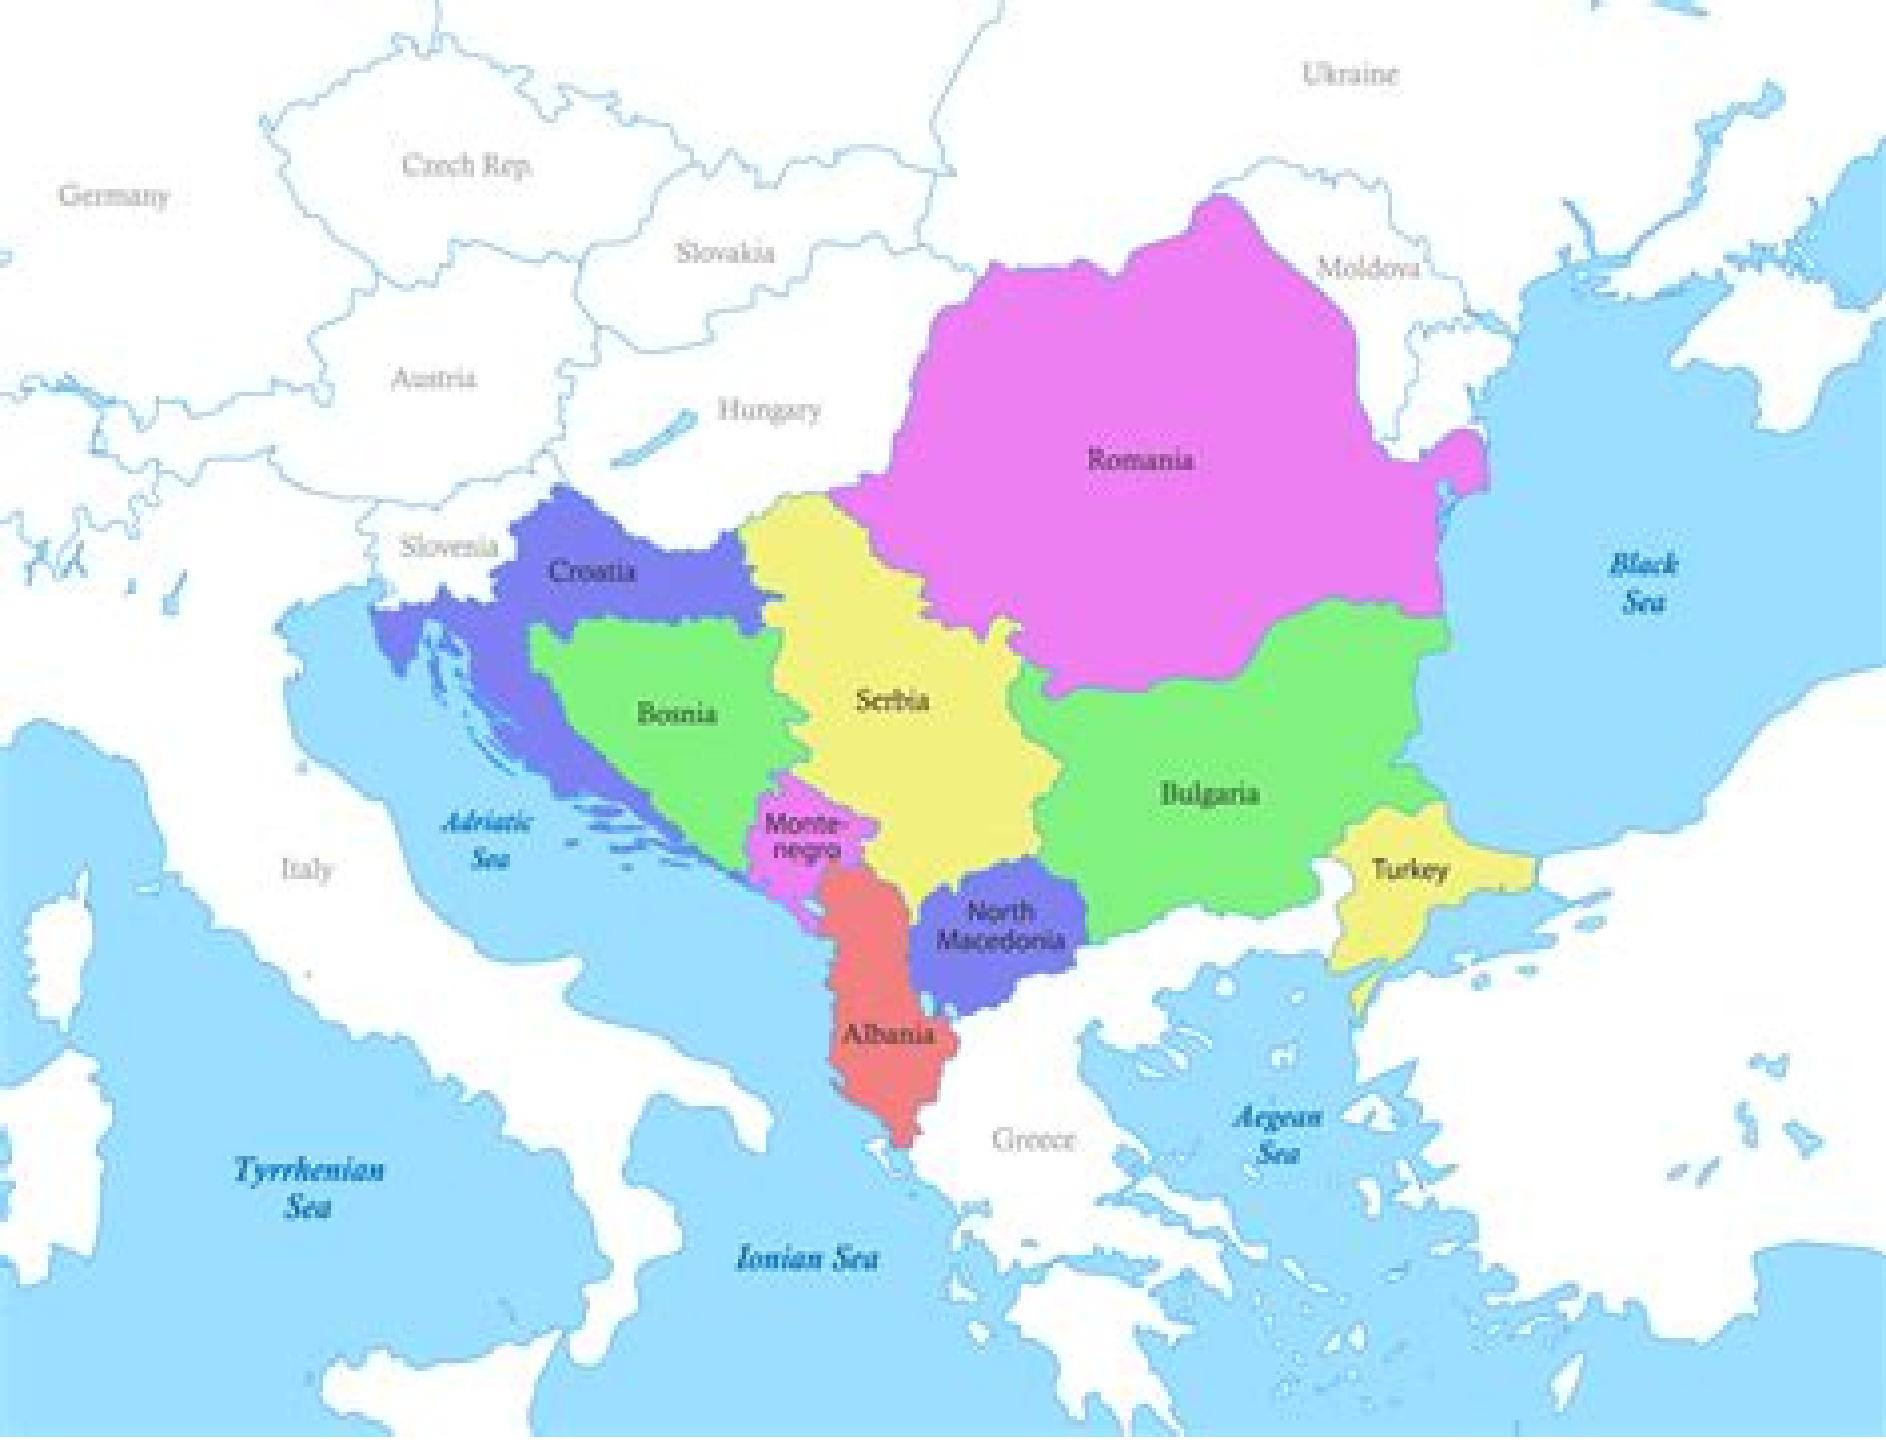 Ukraine
Czech Rep.
Germany
Slovakia
Moldova
Austria
Hungary
Romania
Slovenia
Croatia
Black
Sea
Bosnia
Serbia
Bulgaria
Adriatic
Sea
Monte-
negro
Italy
Turkey
North
Macedonia
Albania
Aegean
Sea
Greece
Tyrrhenian
Sea
Ionian Sea